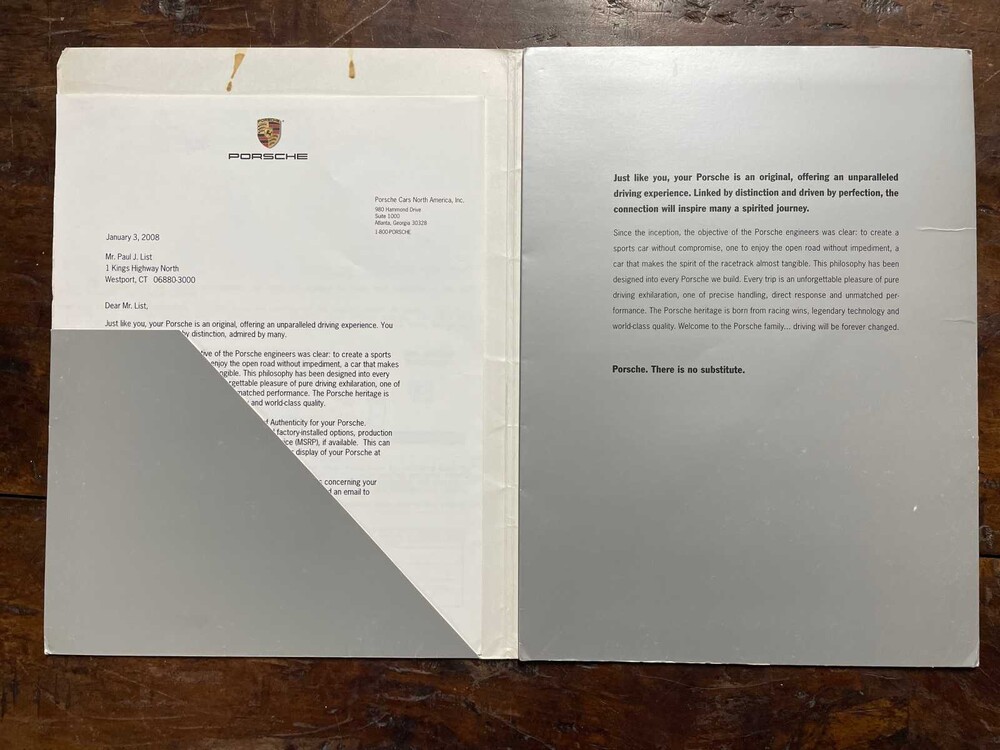 PORSCHE
Porsche Cars North America, Inc.
980 Hammond Drive
Suite 1000
Atlanta, Georgia 30328
1-800-PORSCHE
January 3, 2008
Mr. Paul J. List
1 Kings Highway North
Westport, CT 06880-3000
Dear Mr. List,
Just like you, your Porsche is an original, offering an unparalleled driving experience. You
by distinction, admired by many.
of the Porsche engineers was clear: to create a sports
enjoy the open road without impediment, a car that makes
This philosophy has been designed into every
pleasure of pure driving exhilaration, one of
performance. The Porsche heritage is
and world-class quality.
Authenticity for your Porsche.
factory-installed options, production
(MSRP), if available. This can
display of your Porsche at
concerning your
an email to
Just like you, your Porsche is an original, offering an unparalleled
driving experience. Linked by distinction and driven by perfection, the
connection will inspire many a spirited journey.
Since the inception, the objective of the Porsche engineers was clear: to create a
sports car without compromise, one to enjoy the open road without impediment, a
car that makes the spirit of the racetrack almost tangible. This philosophy has been
designed into every Porsche we build. Every trip is an unforgettable pleasure of pure
driving exhilaration, one of precise handling, direct response and unmatched per-
formance. The Porsche heritage is born from racing wins, legendary technology and
world-class quality. Welcome to the Porsche family... driving will be forever changed.
Porsche. There is no substitute.